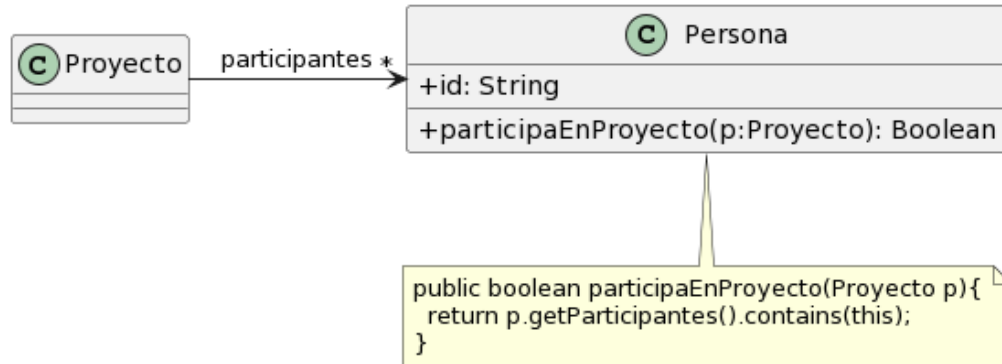 C Persona
C Proyecto
participantes *
+id: String
+participaEnProyecto(p:Proyecto): Boolean
public boolean participaEnProyecto(Proyecto p){
return p.getParticipantes().contains(this);
}